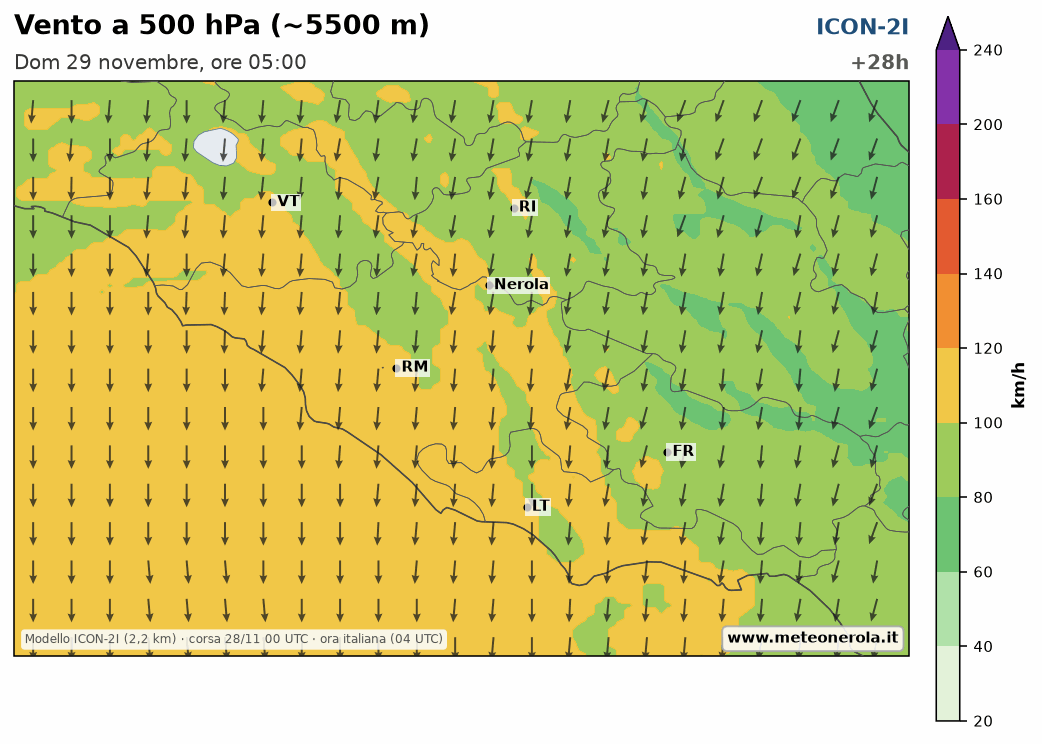 Vento a 500 hPa (~5500 m)
ICON-2I
Dom 29 novembre, ore 05:00
+28h
VT
RI
Nerola
RM
FR
LT
Modello ICON-2I (2,2 km) · corsa 28/11 00 UTC · ora italiana (04 UTC)
www.meteonerola.it
240
200
160
140
120
100
80
60
40
20
km/h